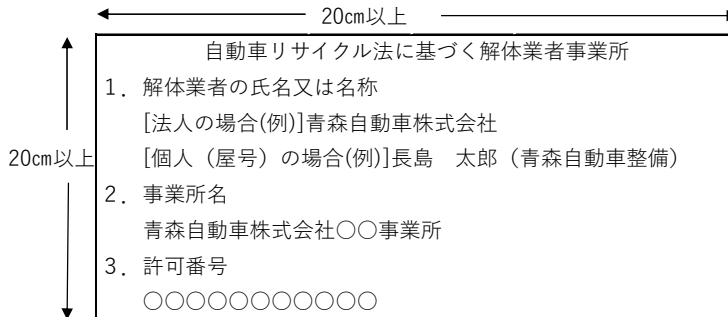 20㎝以上
自動車リサイクル法に基づく解体業者事業所
1．解体業者の氏名又は名称
[法人の場合(例)]青森自動車株式会社
20㎝以上
[個人（屋号）の場合(例)]長島　太郎（青森自動車整備）
2．事業所名
青森自動車株式会社○○事業所
3．許可番号
○○○○○○○○○○○